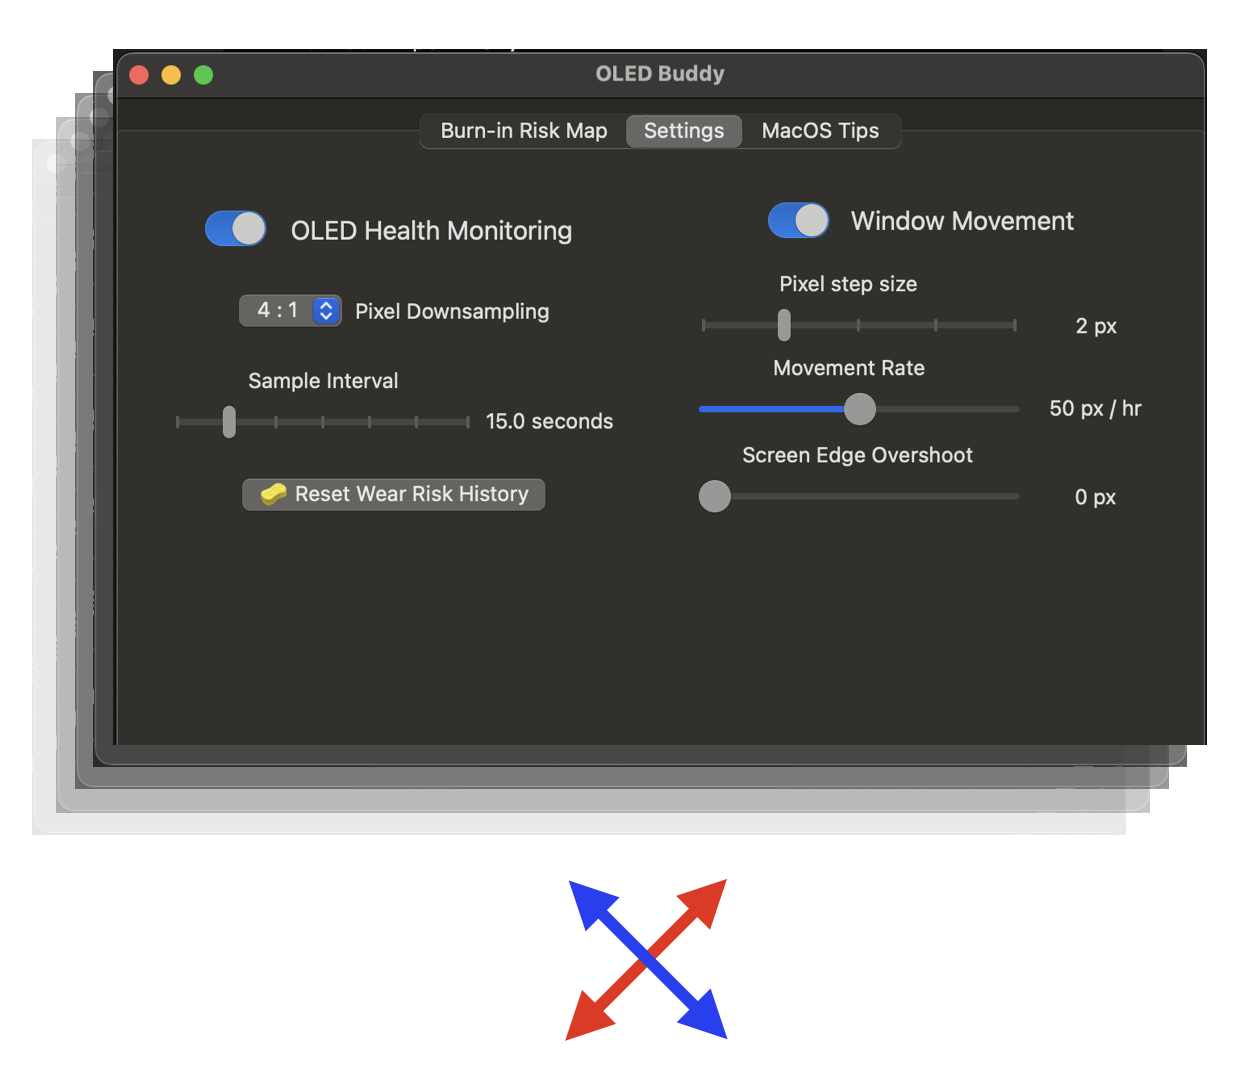 OLED Buddy
Burn-in Risk Map Settings MacOS Tips
OLED Health Monitoring
4 : 1 Pixel Downsampling
Sample Interval
15.0 seconds
Reset Wear Risk History
Window Movement
Pixel step size
2 px
Movement Rate
50 px / hr
Screen Edge Overshoot
0 px